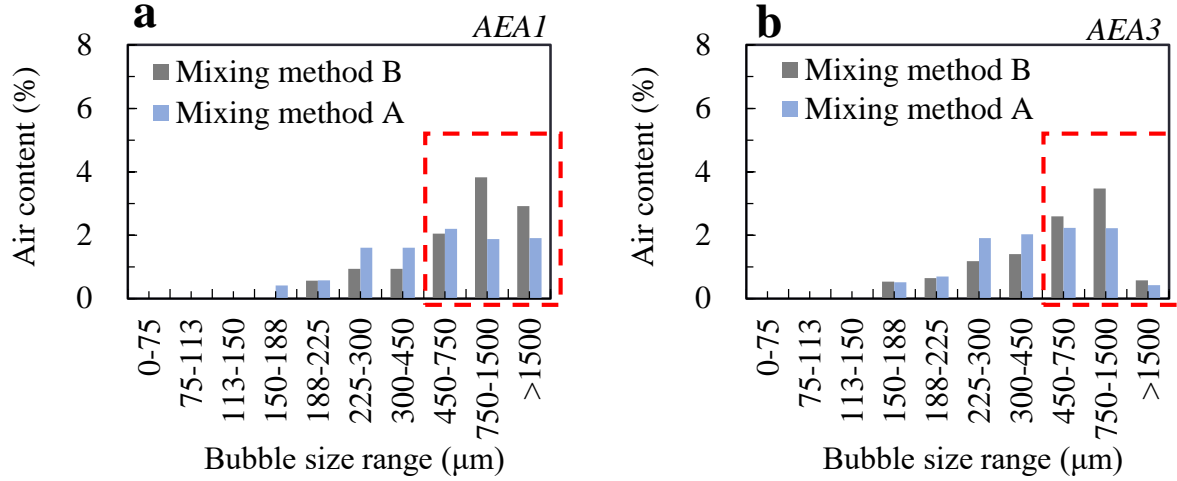 a
AEA1
8
6
4
2
0
Air content (%)
Mixing method B
Mixing method A
0-75
75-113
113-150
150-188
188-225
225-300
300-450
450-750
750-1500
>1500
Bubble size range (μm)
b
AEA3
8
6
4
2
0
Air content (%)
Mixing method B
Mixing method A
0-75
75-113
113-150
150-188
188-225
225-300
300-450
450-750
750-1500
>1500
Bubble size range (μm)